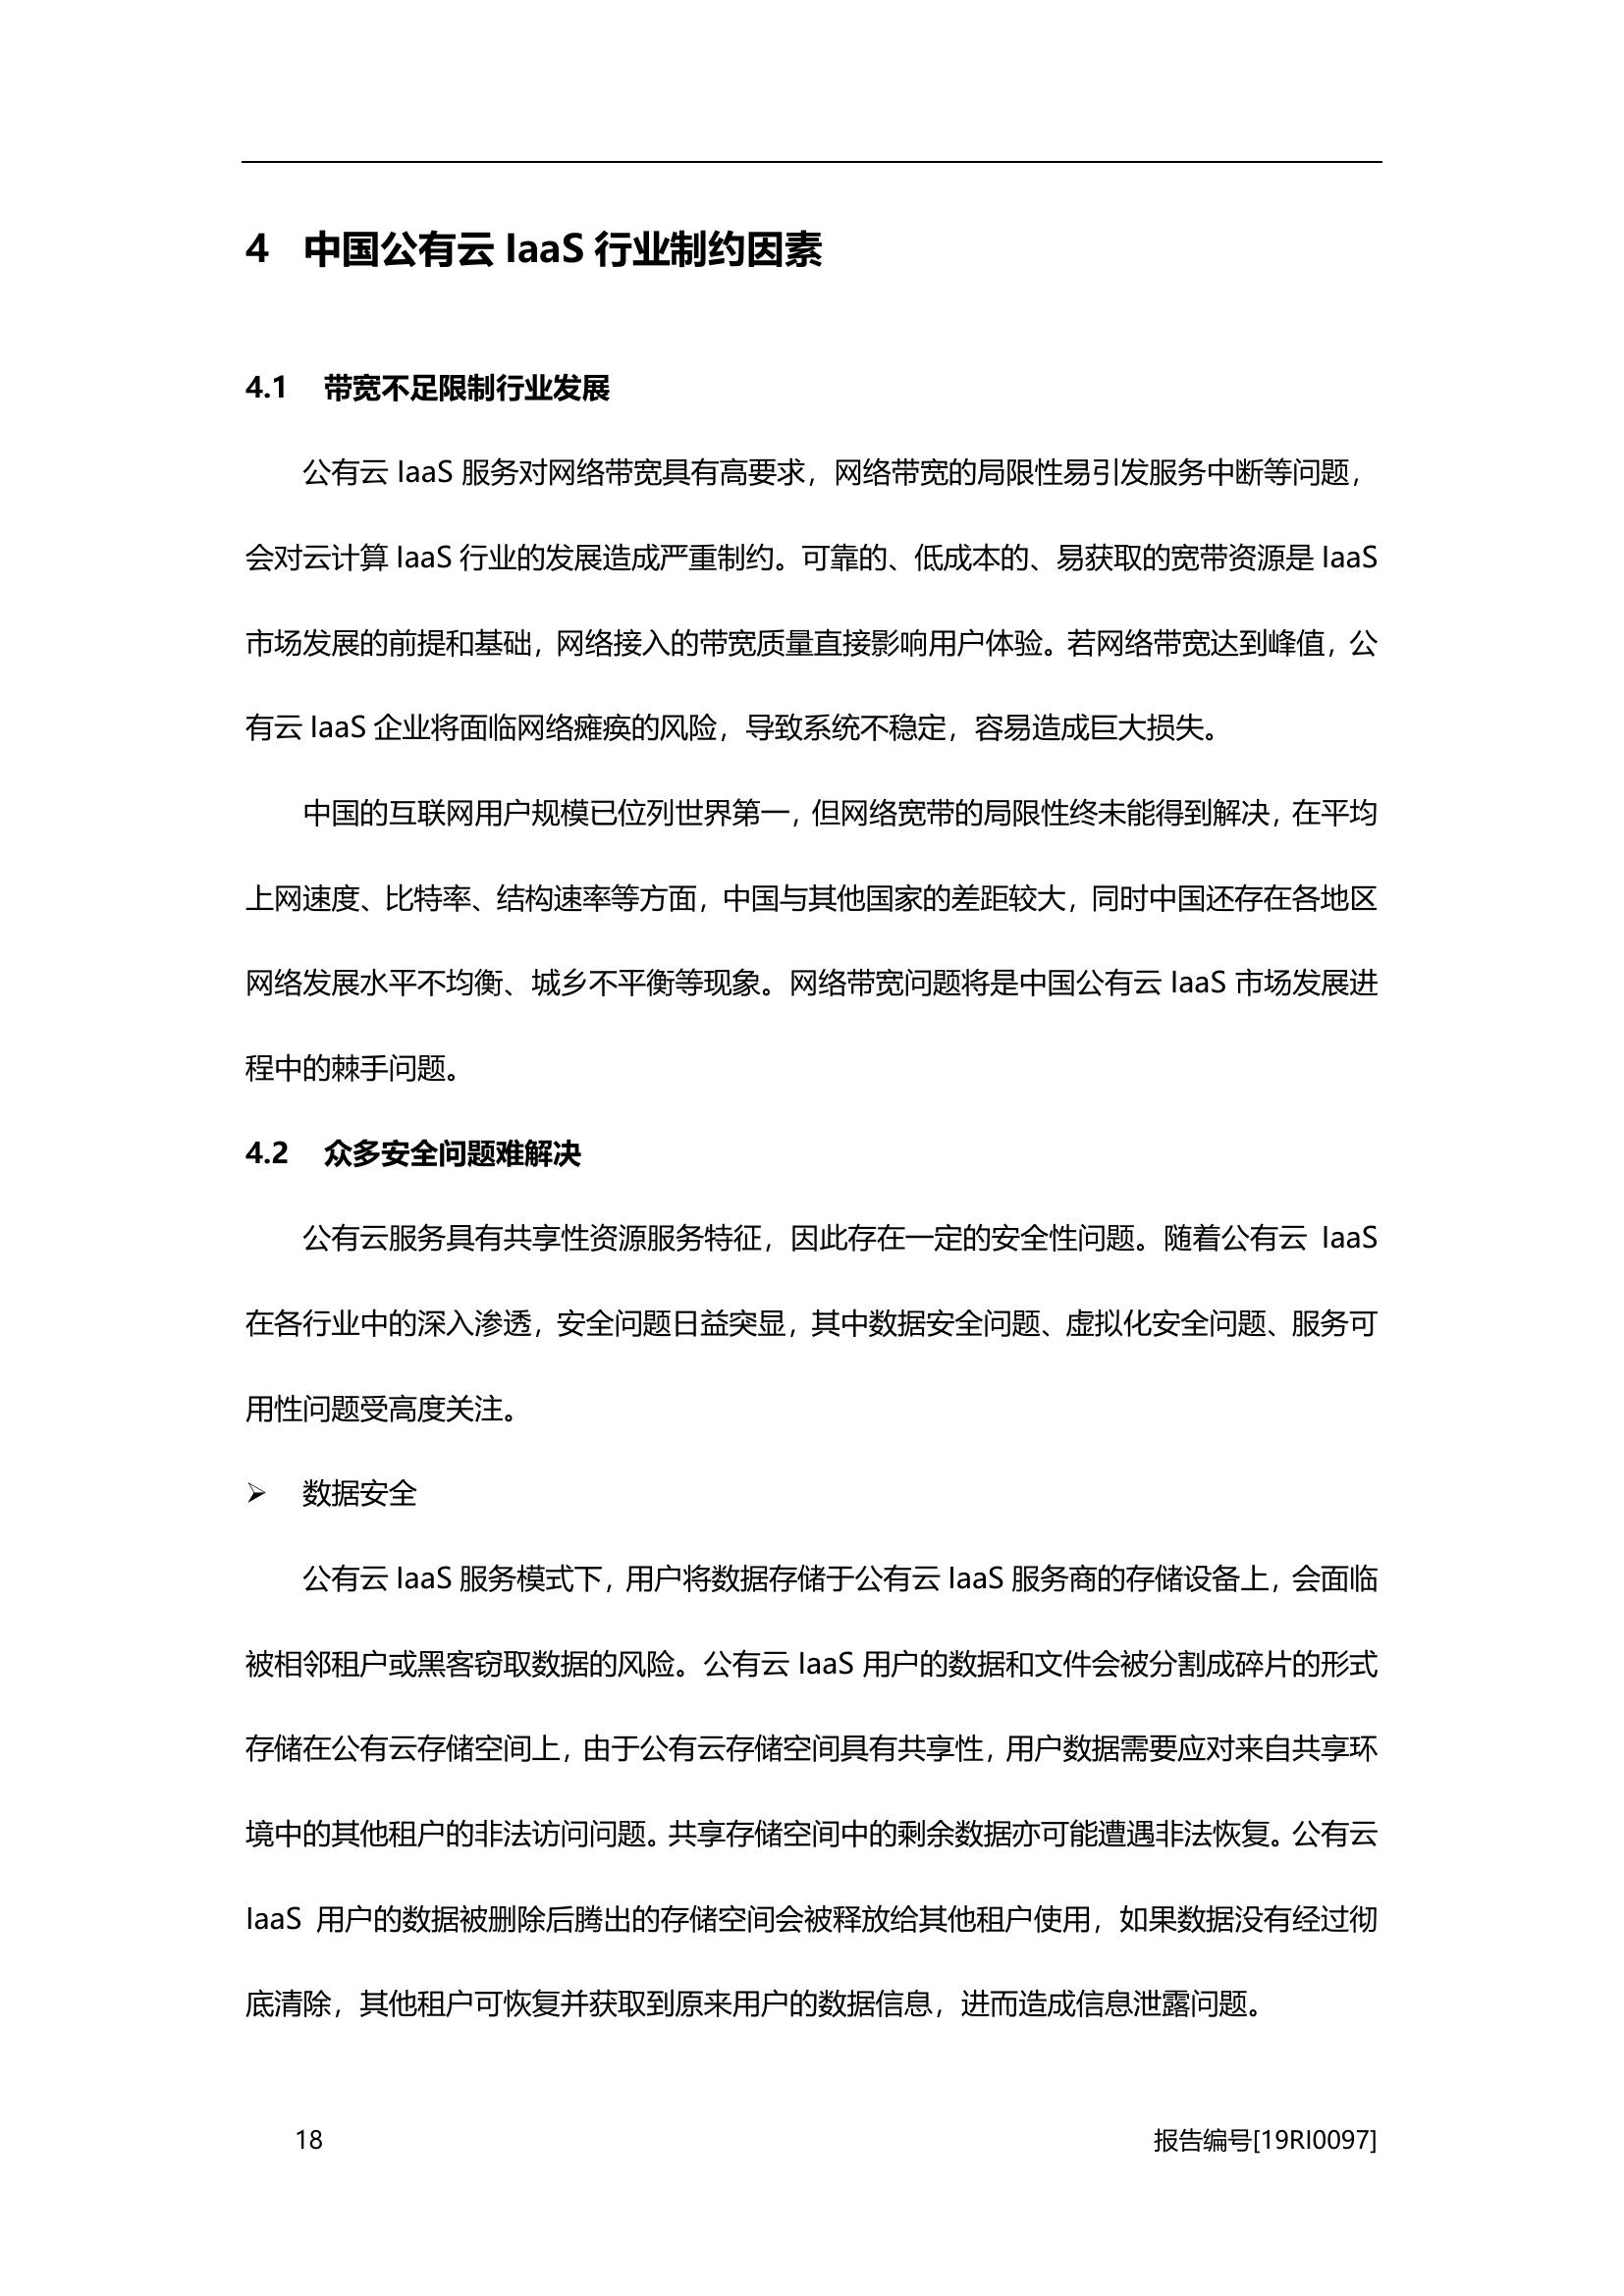 4 中国公有云 IaaS 行业制约因素
4.1 带宽不足限制行业发展
公有云 IaaS 服务对网络带宽具有高要求，网络带宽的局限性易引发服务中断等问题，
会对云计算 IaaS 行业的发展造成严重制约。可靠的、低成本的、易获取的宽带资源是 IaaS
市场发展的前提和基础，网络接入的带宽质量直接影响用户体验。若网络带宽达到峰值，公
有云 IaaS 企业将面临网络瘫痪的风险，导致系统不稳定，容易造成巨大损失。
中国的互联网用户规模已位列世界第一，但网络宽带的局限性终未能得到解决，在平均
上网速度、比特率、结构速率等方面，中国与其他国家的差距较大，同时中国还存在各地区
网络发展水平不均衡、城乡不平衡等现象。网络带宽问题将是中国公有云 IaaS 市场发展进
程中的棘手问题。
4.2 众多安全问题难解决
公有云服务具有共享性资源服务特征，因此存在一定的安全性问题。随着公有云 IaaS
在各行业中的深入渗透，安全问题日益突显，其中数据安全问题、虚拟化安全问题、服务可
用性问题受高度关注。
➢ 数据安全
公有云 IaaS 服务模式下，用户将数据存储于公有云 IaaS 服务商的存储设备上，会面临
被相邻租户或黑客窃取数据的风险。公有云 IaaS 用户的数据和文件会被分割成碎片的形式
存储在公有云存储空间上，由于公有云存储空间具有共享性，用户数据需要应对来自共享环
境中的其他租户的非法访问问题。共享存储空间中的剩余数据亦可能遭遇非法恢复。公有云
IaaS 用户的数据被删除后腾出的存储空间会被释放给其他租户使用，如果数据没有经过彻
底清除，其他租户可恢复并获取到原来用户的数据信息，进而造成信息泄露问题。
18 报告编号[19RI0097]